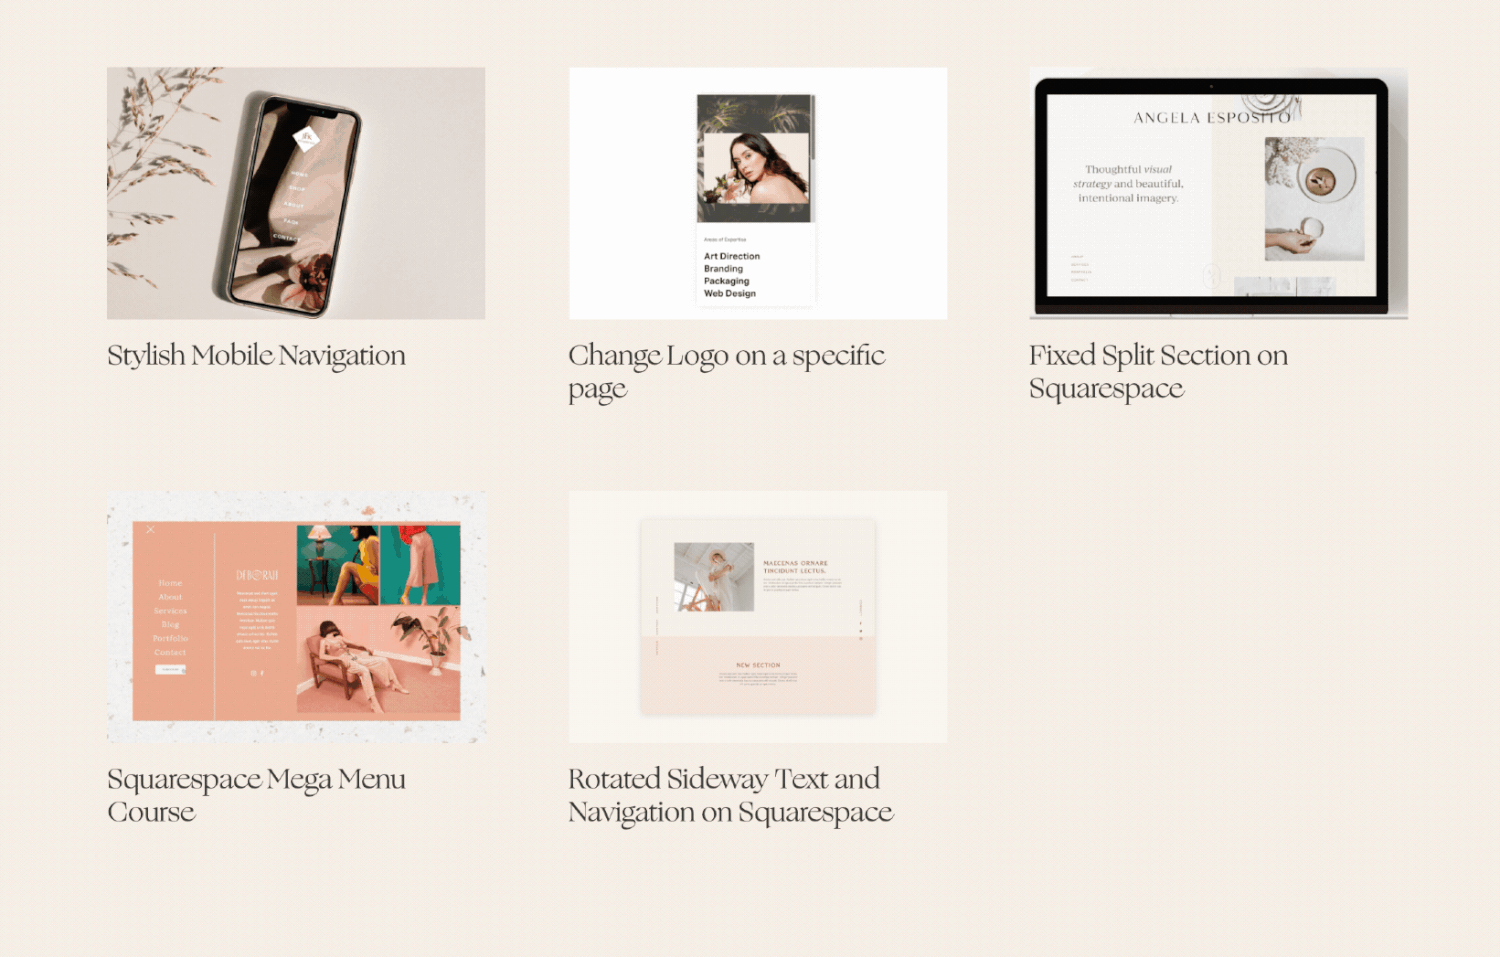 HOME
SHOP
ABOUT
FAQS
CONTACT
Areas of Expertise
Art Direction
Branding
Packaging
Web Design
ANGELA ESPOSITO
Thoughtful visual
strategy and beautiful,
intentional imagery.
Stylish Mobile Navigation
Change Logo on a specific
page
Fixed Split Section on
Squarespace
Home
About
Services
Blog
Portfolio
Contact
DEBORAH
MAECENAS ORNARE
TINCIDUNT LECTUS.
NEW SECTION
Squarespace Mega Menu
Course
Rotated Sideway Text and
Navigation on Squarespace